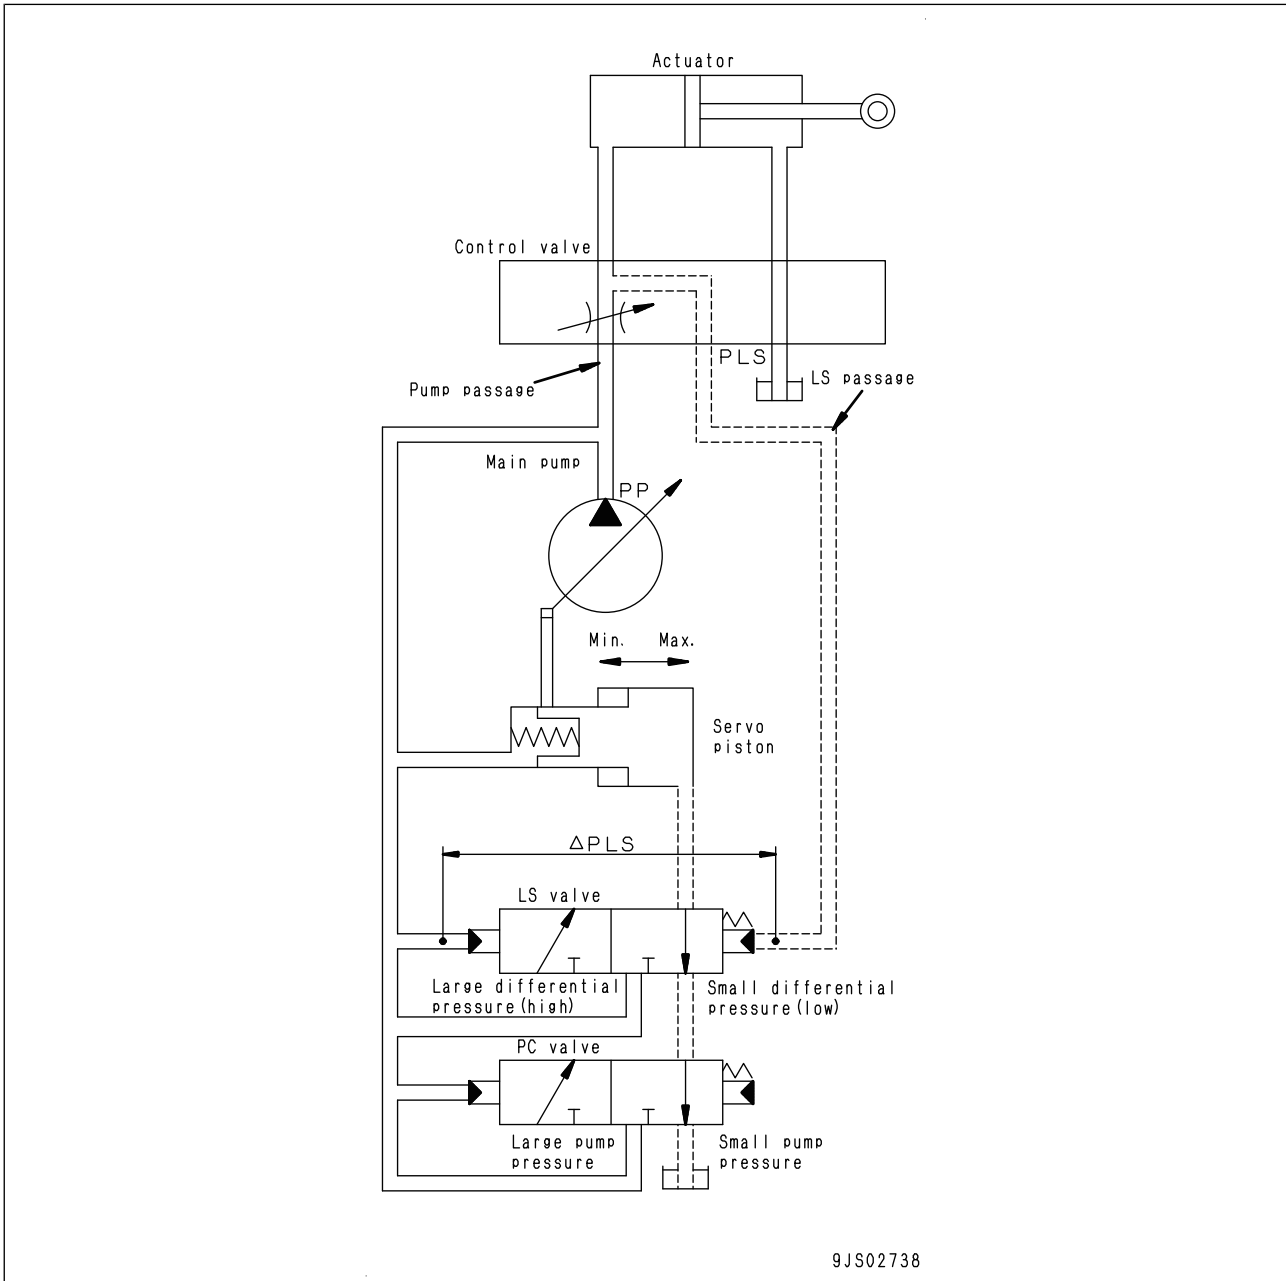 Actuator
Control valve
PLS
LS passage
Pump passage
Main pump
PP
Min. Max.
Servo
piston
△PLS
LS valve
Large differential
pressure(high)
Small differential
pressure(low)
PC valve
Large pump
pressure
Small pump
pressure
9JS02738